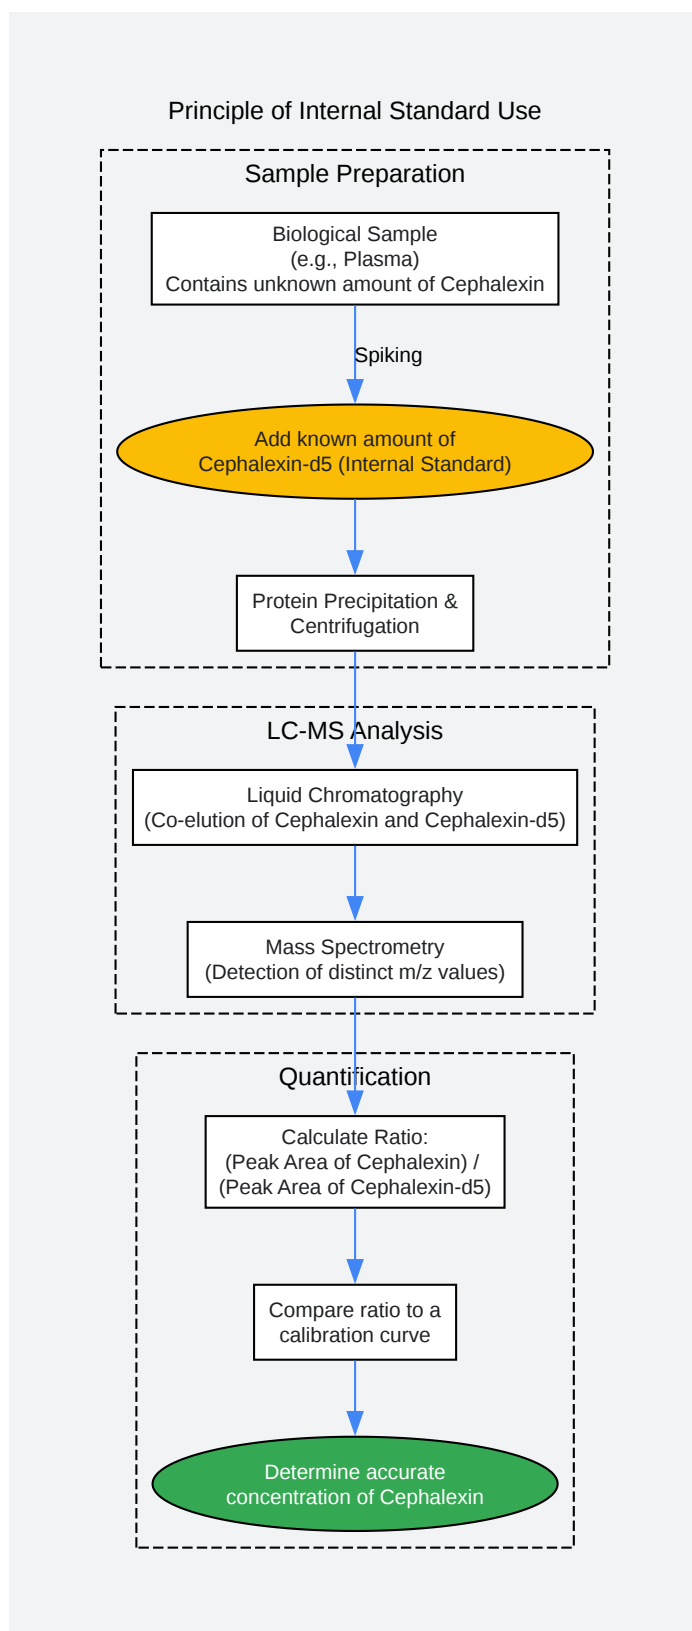 Principle of Internal Standard Use
Sample Preparation
Biological Sample
(e.g., Plasma)
Contains unknown amount of Cephalexin
Spiking
Add known amount of
Cephalexin-d5 (Internal Standard)
Protein Precipitation &
Centrifugation
LC-MS Analysis
Liquid Chromatography
(Co-elution of Cephalexin and Cephalexin-d5)
Mass Spectrometry
(Detection of distinct m/z values)
Quantification
Calculate Ratio:
(Peak Area of Cephalexin) /
(Peak Area of Cephalexin-d5)
Compare ratio to a
calibration curve
Determine accurate
concentration of Cephalexin